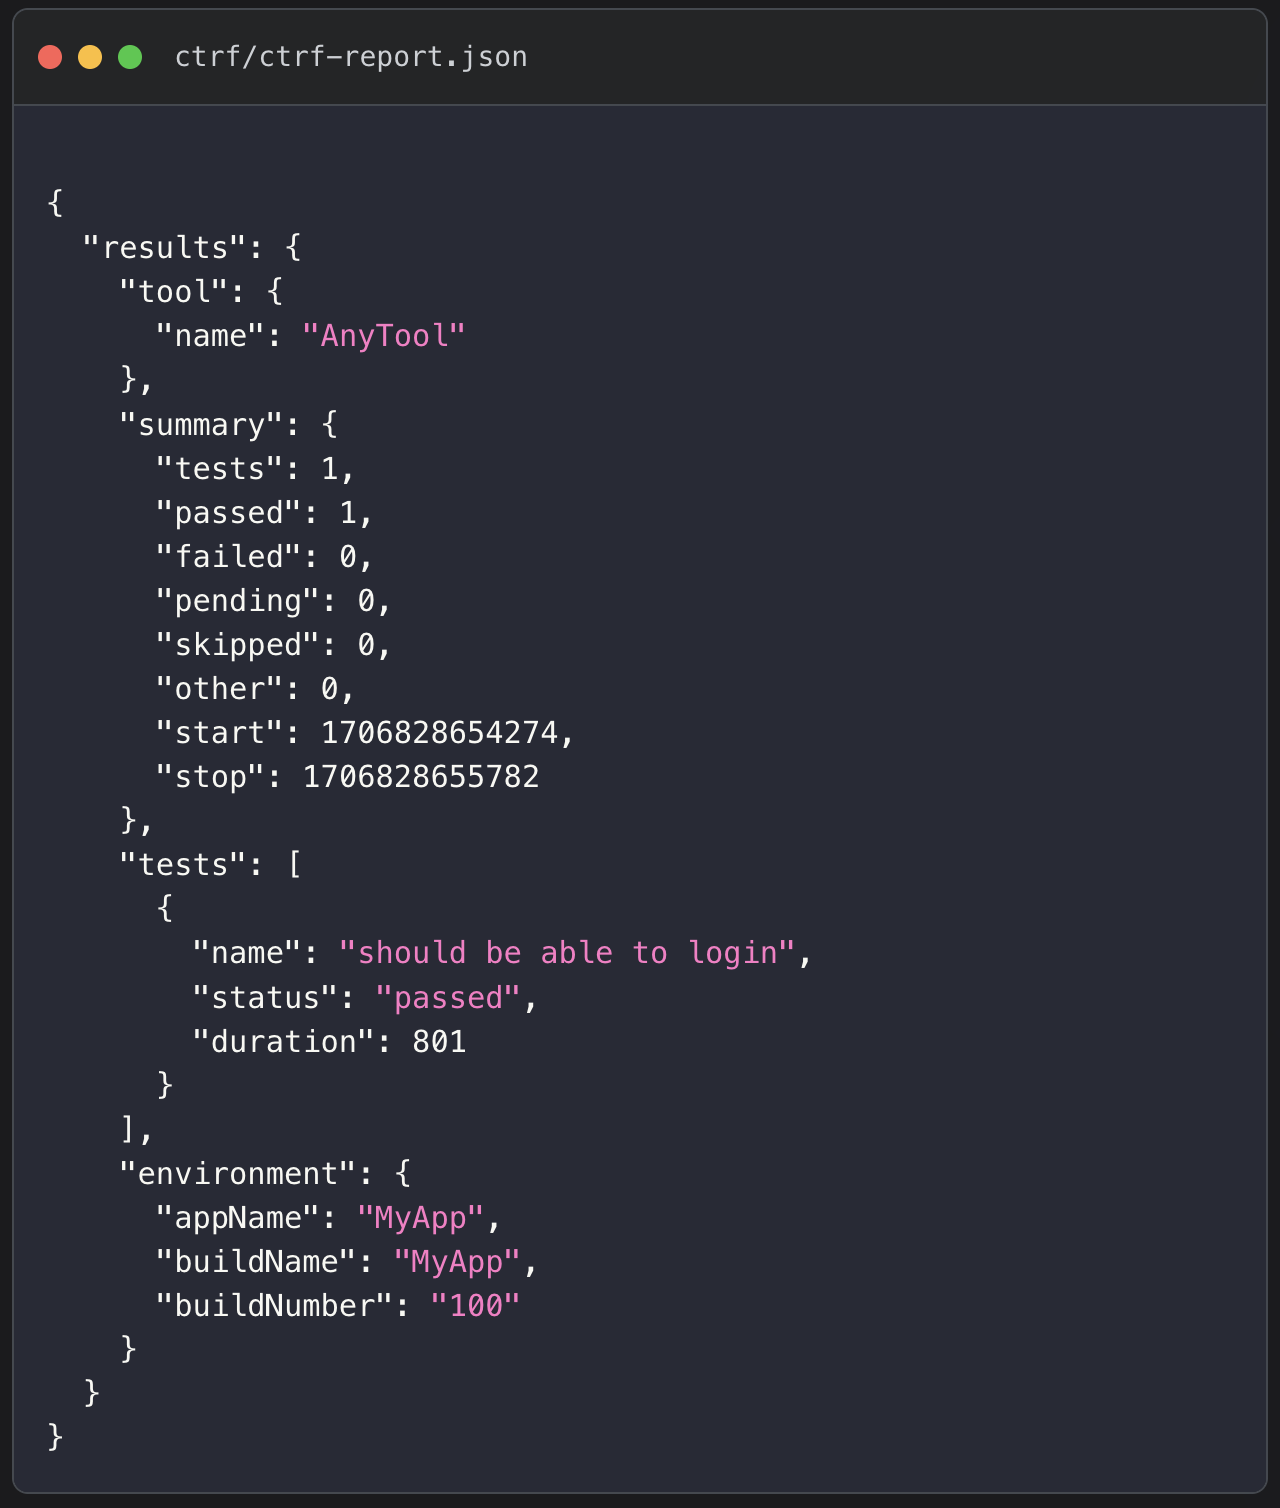 ctrf/ctrf-report.json
{
  "results": {
    "tool": {
      "name": "AnyTool"
    },
    "summary": {
      "tests": 1,
      "passed": 1,
      "failed": 0,
      "pending": 0,
      "skipped": 0,
      "other": 0,
      "start": 1706828654274,
      "stop": 1706828655782
    },
    "tests": [
      {
        "name": "should be able to login",
        "status": "passed",
        "duration": 801
      }
    ],
    "environment": {
      "appName": "MyApp",
      "buildName": "MyApp",
      "buildNumber": "100"
    }
  }
}